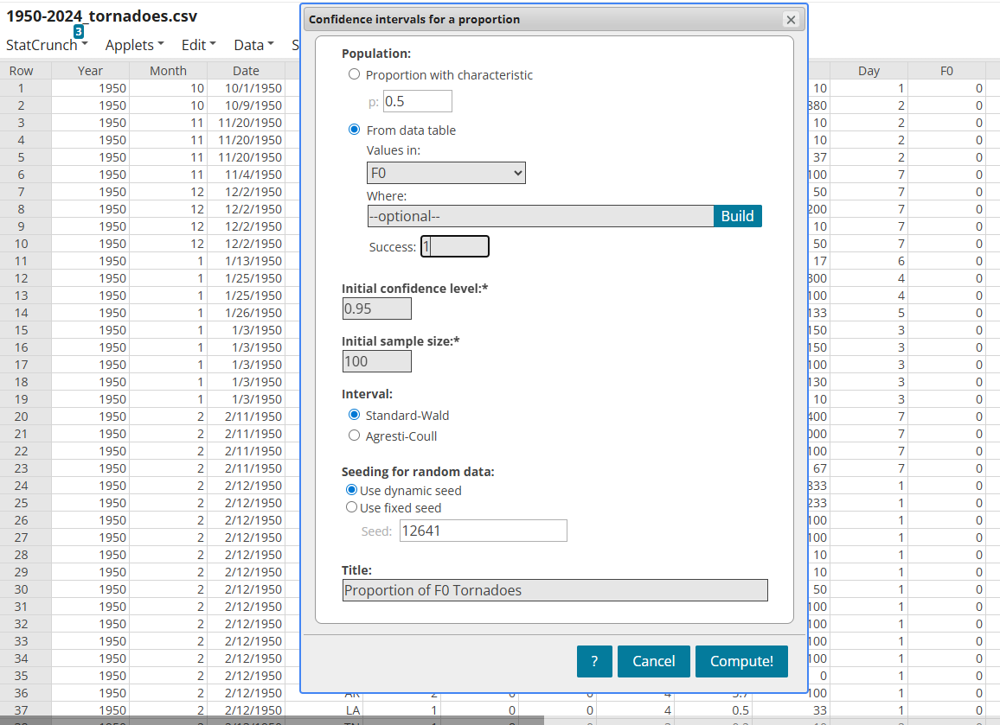 1950-2024_tornadoes.csv
3
StatCrunch Applets Edit Data S
Row Year Month Date Day F0
1 1950 10 10/1/1950 10 1 0
2 1950 10 10/9/1950 880 2 0
3 1950 11 11/20/1950 10 2 0
4 1950 11 11/20/1950 10 2 0
5 1950 11 11/20/1950 37 2 0
6 1950 11 11/4/1950 100 7 0
7 1950 12 12/2/1950 50 7 0
8 1950 12 12/2/1950 200 7 0
9 1950 12 12/2/1950 10 7 0
10 1950 12 12/2/1950 50 7 0
11 1950 1 1/13/1950 17 6 0
12 1950 1 1/25/1950 300 4 0
13 1950 1 1/25/1950 100 4 0
14 1950 1 1/26/1950 133 5 0
15 1950 1 1/3/1950 150 3 0
16 1950 1 1/3/1950 150 3 0
17 1950 1 1/3/1950 100 3 0
18 1950 1 1/3/1950 130 3 0
19 1950 1 1/3/1950 10 3 0
20 1950 2 2/11/1950 400 7 0
21 1950 2 2/11/1950 000 7 0
22 1950 2 2/11/1950 100 7 0
23 1950 2 2/11/1950 67 7 0
24 1950 2 2/12/1950 833 1 0
25 1950 2 2/12/1950 233 1 0
26 1950 2 2/12/1950 100 1 0
27 1950 2 2/12/1950 100 1 0
28 1950 2 2/12/1950 10 1 0
29 1950 2 2/12/1950 10 1 0
30 1950 2 2/12/1950 50 1 0
31 1950 2 2/12/1950 100 1 0
32 1950 2 2/12/1950 100 1 0
33 1950 2 2/12/1950 100 1 0
34 1950 2 2/12/1950 100 1 0
35 1950 2 2/12/1950 0 1 0
36 1950 2 2/12/1950 AR 2 0 0 4 5.7 100 1 0
37 1950 2 2/12/1950 LA 1 0 0 4 0.5 33 1 0
Confidence intervals for a proportion
Population:
Proportion with characteristic
p: 0.5
From data table
Values in:
F0
Where:
--optional-- Build
Success: 1
Initial confidence level:*
0.95
Initial sample size:*
100
Interval:
Standard-Wald
Agresti-Coull
Seeding for random data:
Use dynamic seed
Use fixed seed
Seed: 12641
Title:
Proportion of F0 Tornadoes
? Cancel Compute!